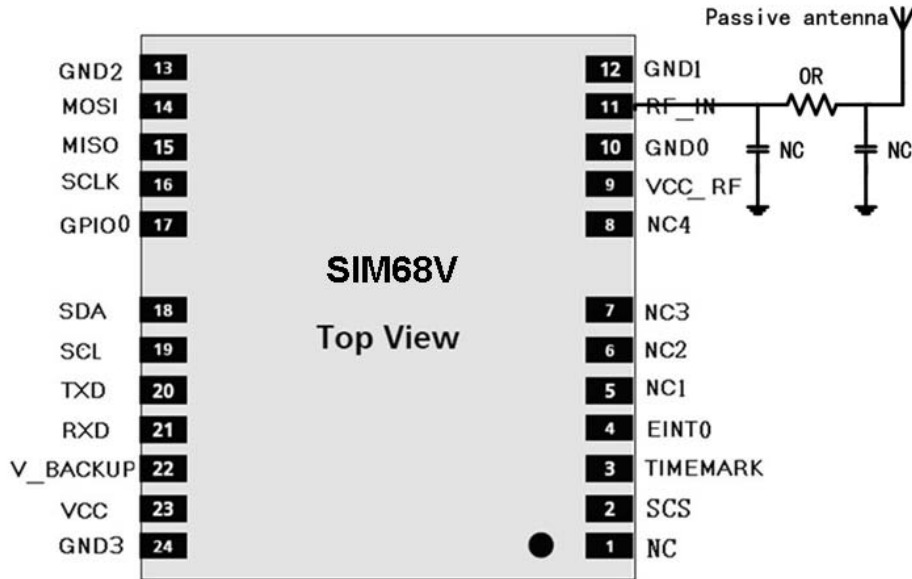 Passive antenna
GND2 13 12 GND1
0R
MOSI 14 11 RF_IN
MISO 15 10 GND0 NC NC
SCLK 16 9 VCC_RF
GPIO0 17 8 NC4
SIM68V
SDA 18 7 NC3
Top View
SCL 19 6 NC2
TXD 20 5 NC1
RXD 21 4 EINT0
V_BACKUP 22 3 TIMEMARK
VCC 23 2 SCS
GND3 24 1 NC